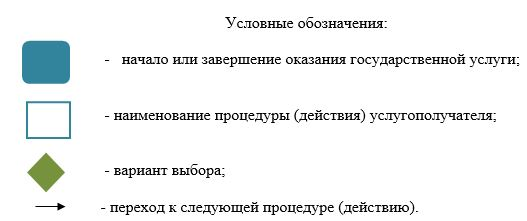 Условные обозначения:
- начало или завершение оказания государственной услуги;
- наименование процедуры (действия) услугополучателя;
- вариант выбора;
- переход к следующей процедуре (действию).